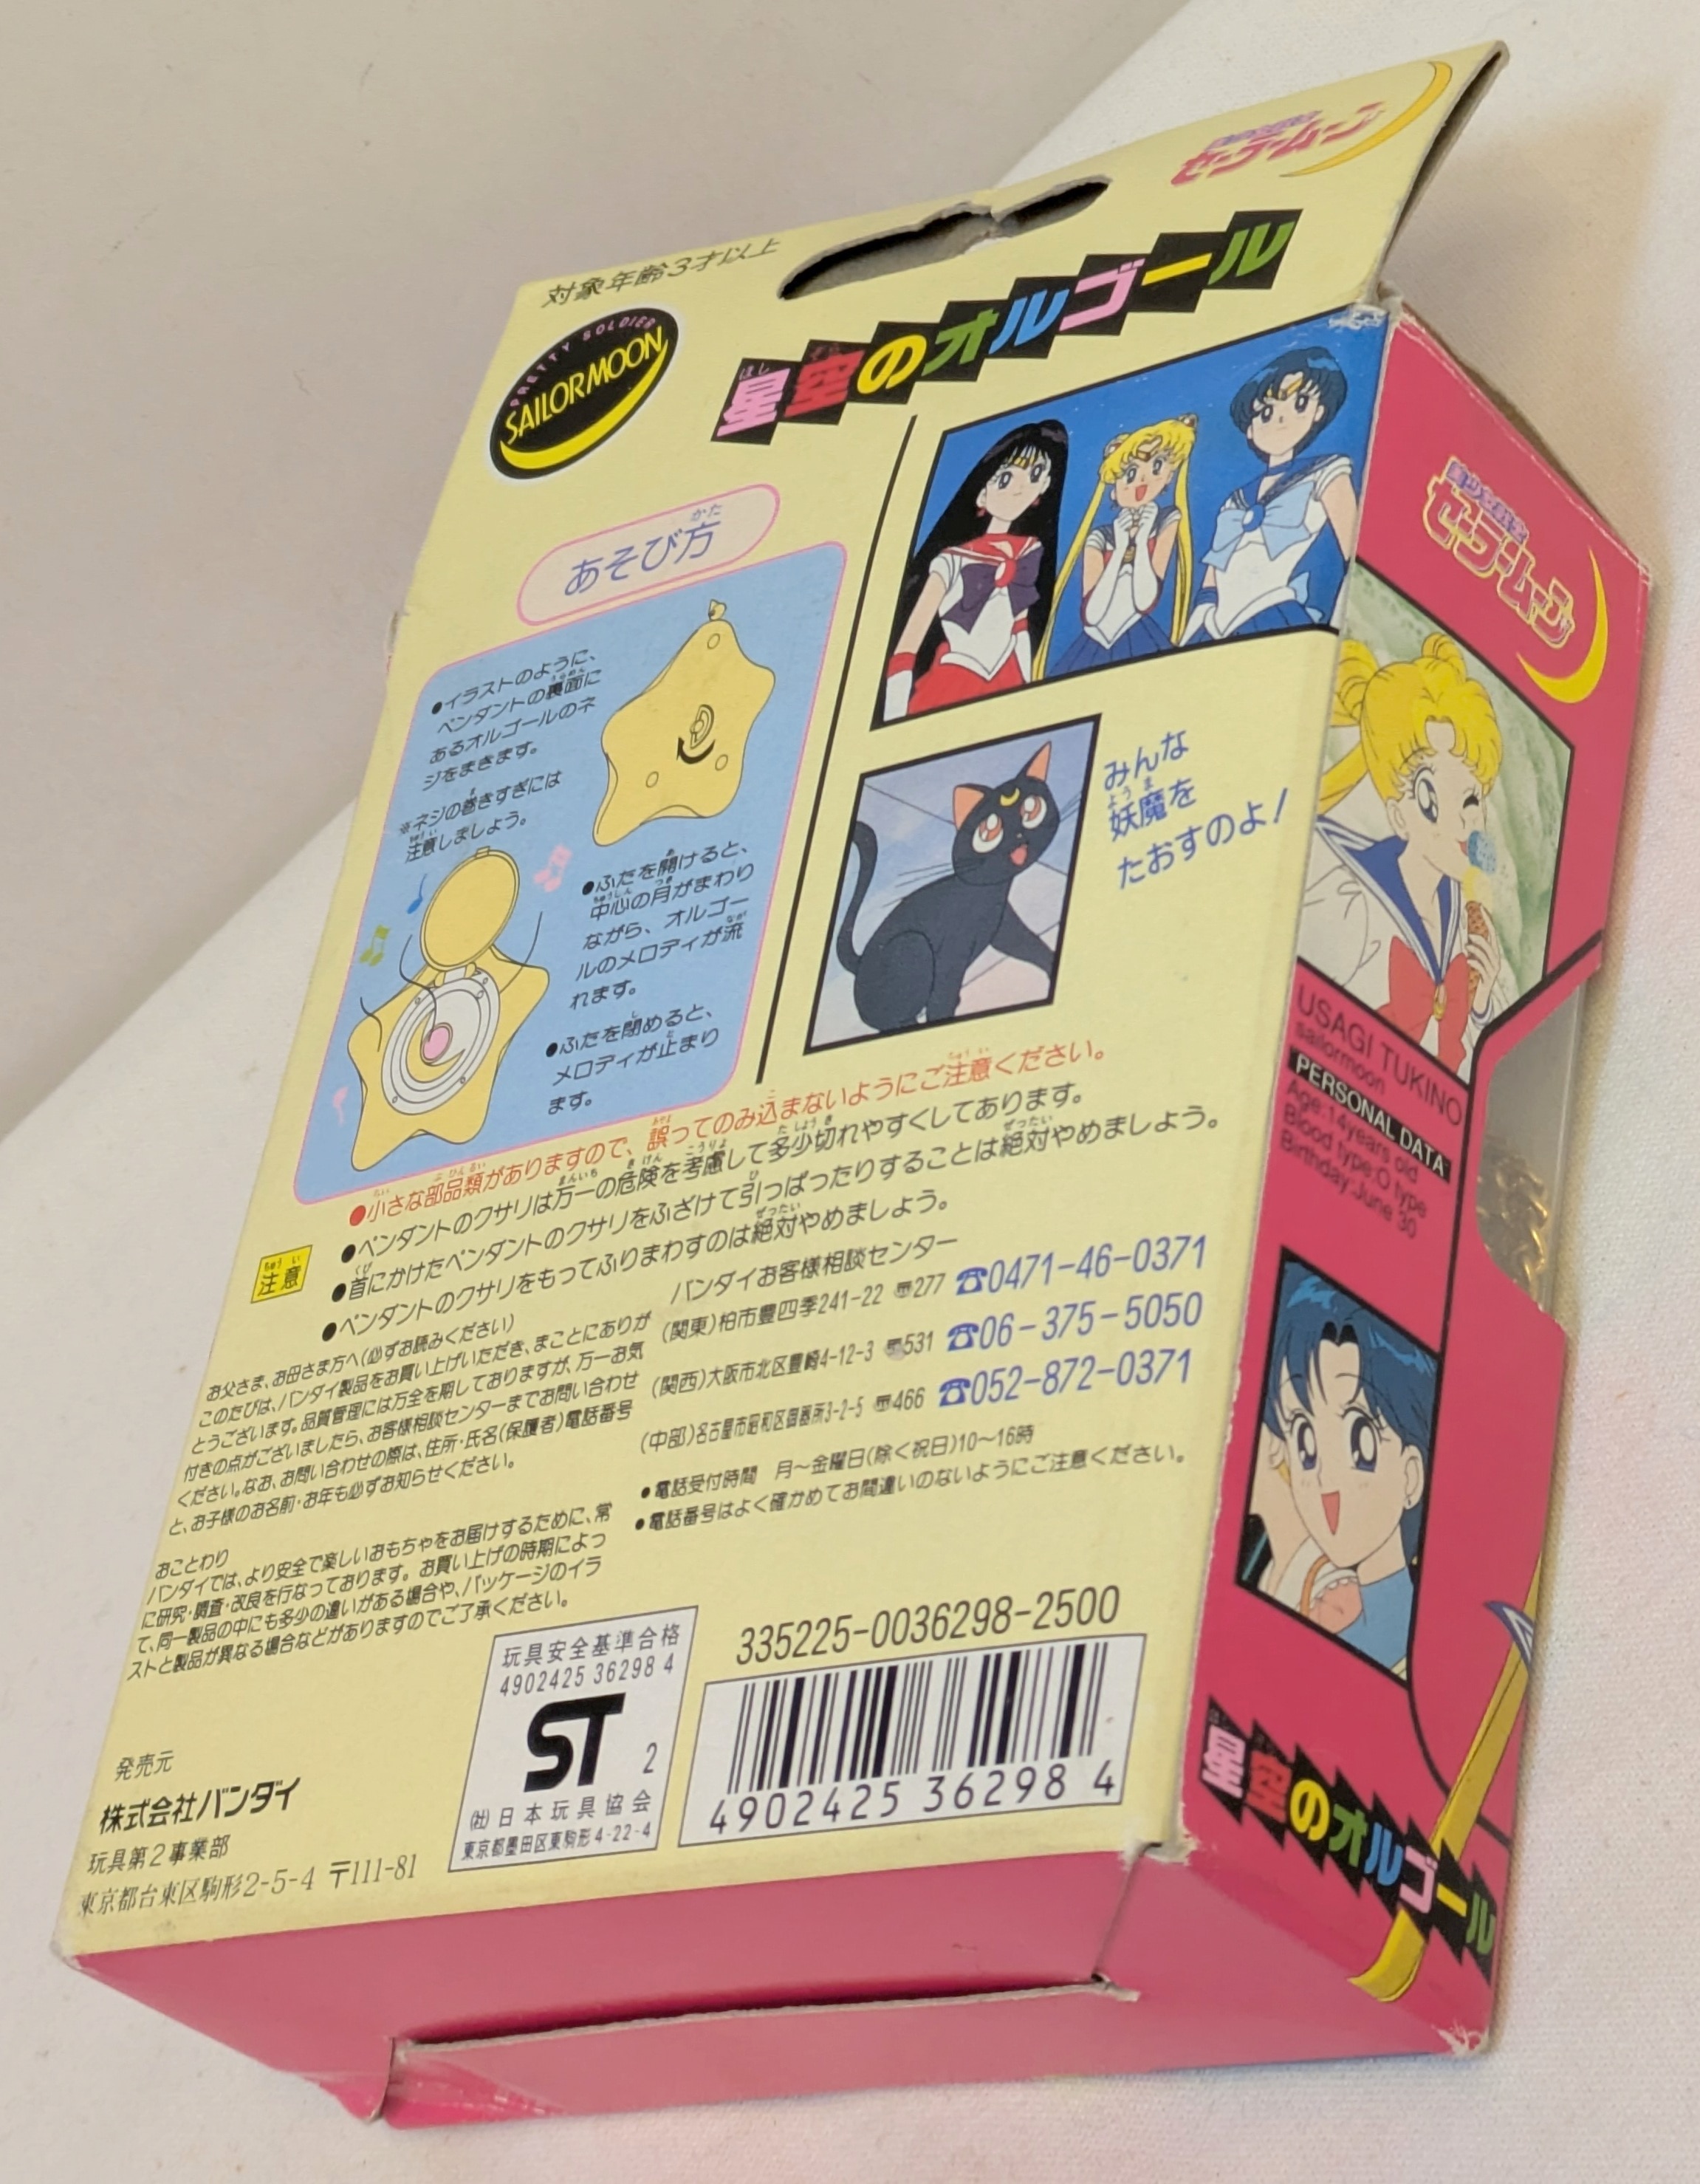 美少女戦士
セーラームーン
対象年齢3才以上
PRETTY SOLDIER
SAILORMOON
星空のオルゴール
あそび方
●イラストのように、
ペンダントの裏面に
あるオルゴールのネ
ジをまきます。
※ネジの巻きすぎには
注意しましょう。
●ふたを開けると、
中心の月がまわり
ながら、オルゴー
ルのメロディが流
れます。
●ふたを閉めると、
メロディが止まり
ます。
みんな
妖魔を
たおすのよ!
注意
●小さな部品類がありますので、誤ってのみ込まないようにご注意ください。
●ペンダントのクサリは万一の危険を考慮して多少切れやすくしてあります。
●首にかけたペンダントのクサリをふざけて引っぱったりすることは絶対やめましょう。
●ペンダントのクサリをもってふりまわすのは絶対やめましょう。
お父さま、お母さま方へ(必ずお読みください)
このたびは、バンダイ製品をお買い上げいただき、まことにありが
とうございます。品質管理には万全を期しておりますが、万一お気
付きの点がございましたら、お客様相談センターまでお問い合わせ
ください。なお、お問い合わせの際は、住所・氏名(保護者)電話番号
と、お子様のお名前・お年も必ずお知らせください。
おことわり
バンダイでは、より安全で楽しいおもちゃをお届けするために、常
に研究・調査・改良を行なっております。お買い上げの時期によっ
て、同一製品の中にも多少の違いがある場合や、パッケージのイラ
ストと製品が異なる場合などがありますのでご了承ください。
バンダイお客様相談センター
(関東)柏市豊四季241-22 〠277 ☎0471-46-0371
(関西)大阪市北区豊崎4-12-3 〠531 ☎06-375-5050
(中部)名古屋市昭和区御器所3-2-5 〠466 ☎052-872-0371
●電話受付時間 月〜金曜日(除く祝日)10〜16時
●電話番号はよく確かめてお間違いのないようにご注意ください。
発売元
株式会社バンダイ
玩具第2事業部
東京都台東区駒形2-5-4 〒111-81
玩具安全基準合格
4902425 36298 4
ST 2
(社)日本玩具協会
東京都墨田区東駒形4-22-4
335225-0036298-2500
4902425 36298 4
美少女戦士
セーラームーン
USAGI TUKINO
sailormoon
PERSONAL DATA
Age:14years old
Blood type:O type
Birthday:June 30
星空のオルゴール